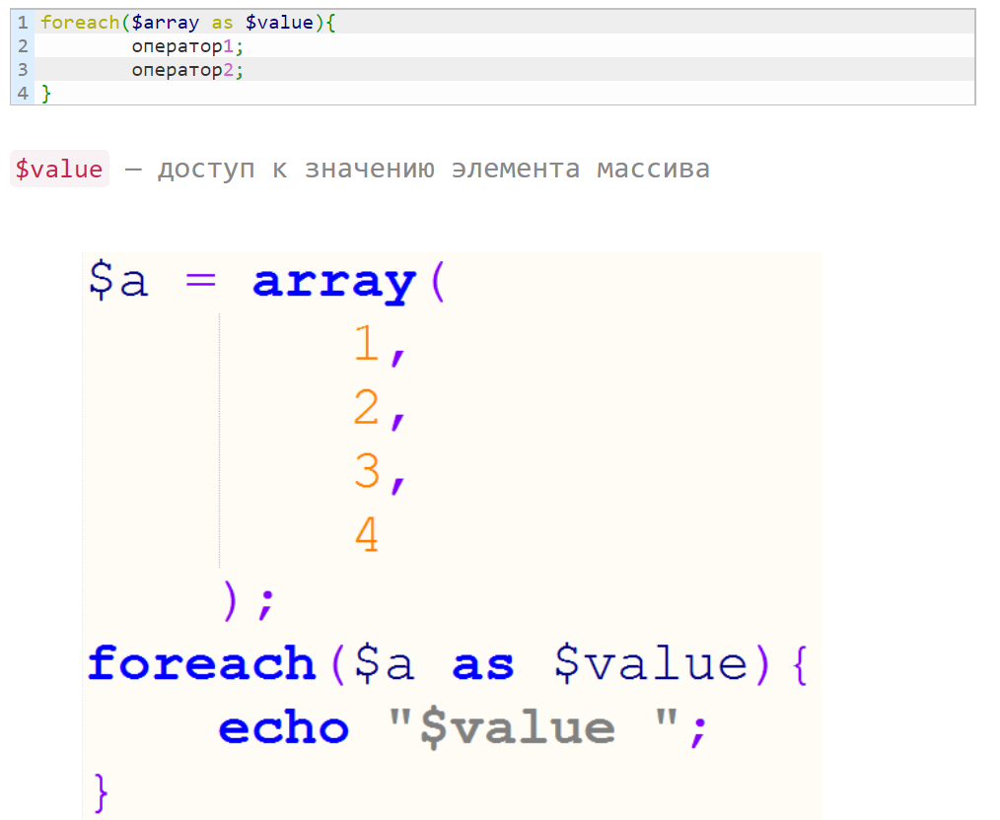 1 foreach($array as $value){
2 оператор1;
3 оператор2;
4 }
$value — доступ к значению элемента массива
$a = array(
1,
2,
3,
4
);
foreach($a as $value){
echo "$value ";
}